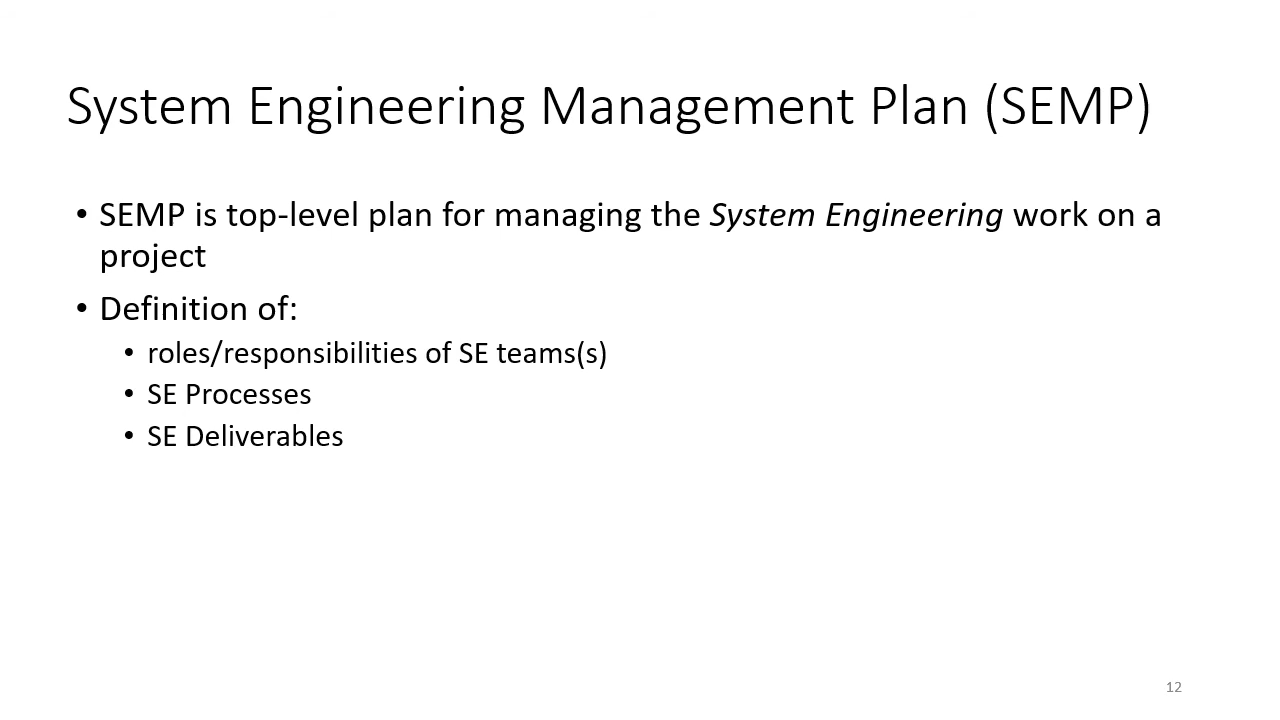 System Engineering Management Plan (SEMP)
• SEMP is top-level plan for managing the System Engineering work on a
project
• Definition of:
• roles/responsibilities of SE teams(s)
• SE Processes
• SE Deliverables
12